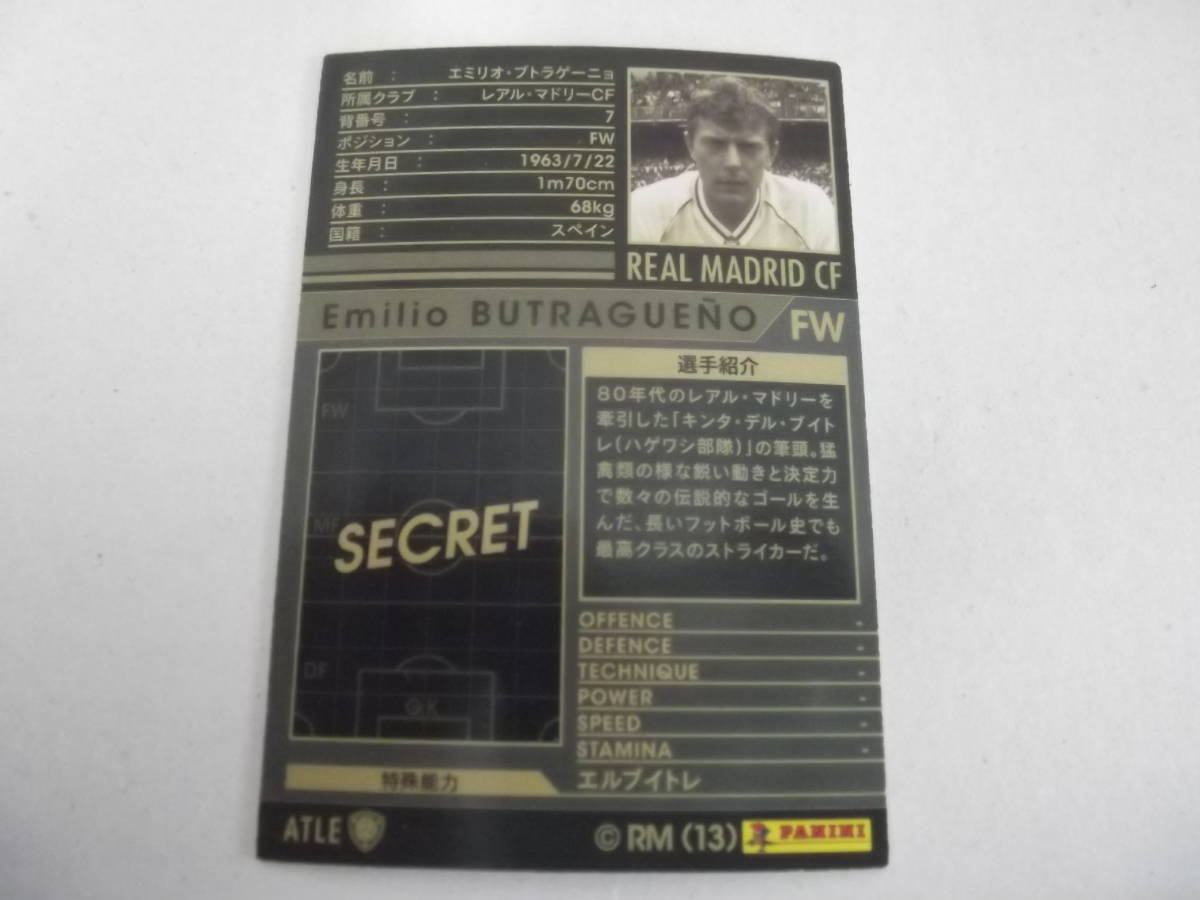 名前 : エミリオ・ブトラゲーニョ
所属クラブ : レアル・マドリーCF
背番号 : 7
ポジション : FW
生年月日 : 1963/7/22
身長 : 1m70cm
体重 : 68kg
国籍 : スペイン
REAL MADRID CF
Emilio BUTRAGUEÑO FW
FW
MF
SECRET
DF
GK
選手紹介
80年代のレアル・マドリーを
牽引した「キンタ・デル・ブイト
レ(ハゲワシ部隊)」の筆頭。猛
禽類の様な鋭い動きと決定力
で数々の伝説的なゴールを生
んだ、長いフットボール史でも
最高クラスのストライカーだ。
OFFENCE -
DEFENCE -
TECHNIQUE -
POWER -
SPEED -
STAMINA -
特殊能力 エルブイトレ
ATLE
© RM (13) PANINI